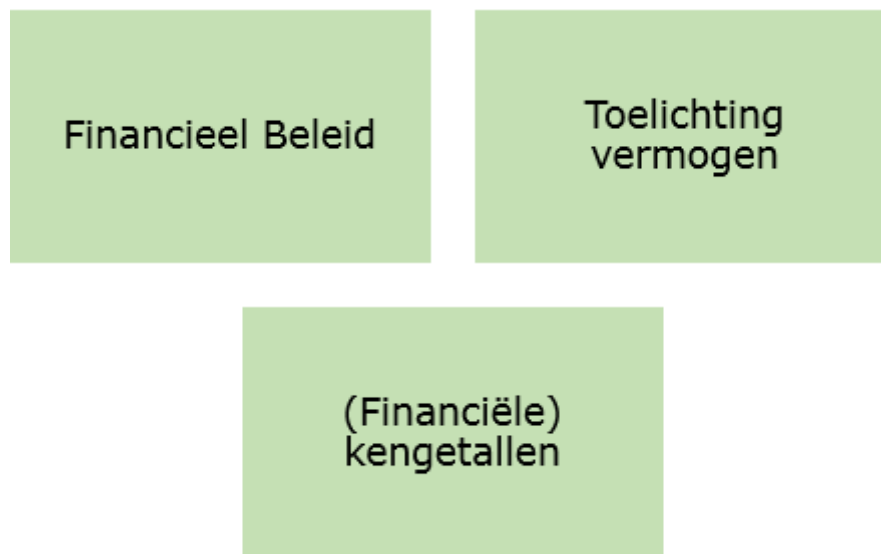 Financieel Beleid
Toelichting
vermogen
(Financiële)
kengetallen